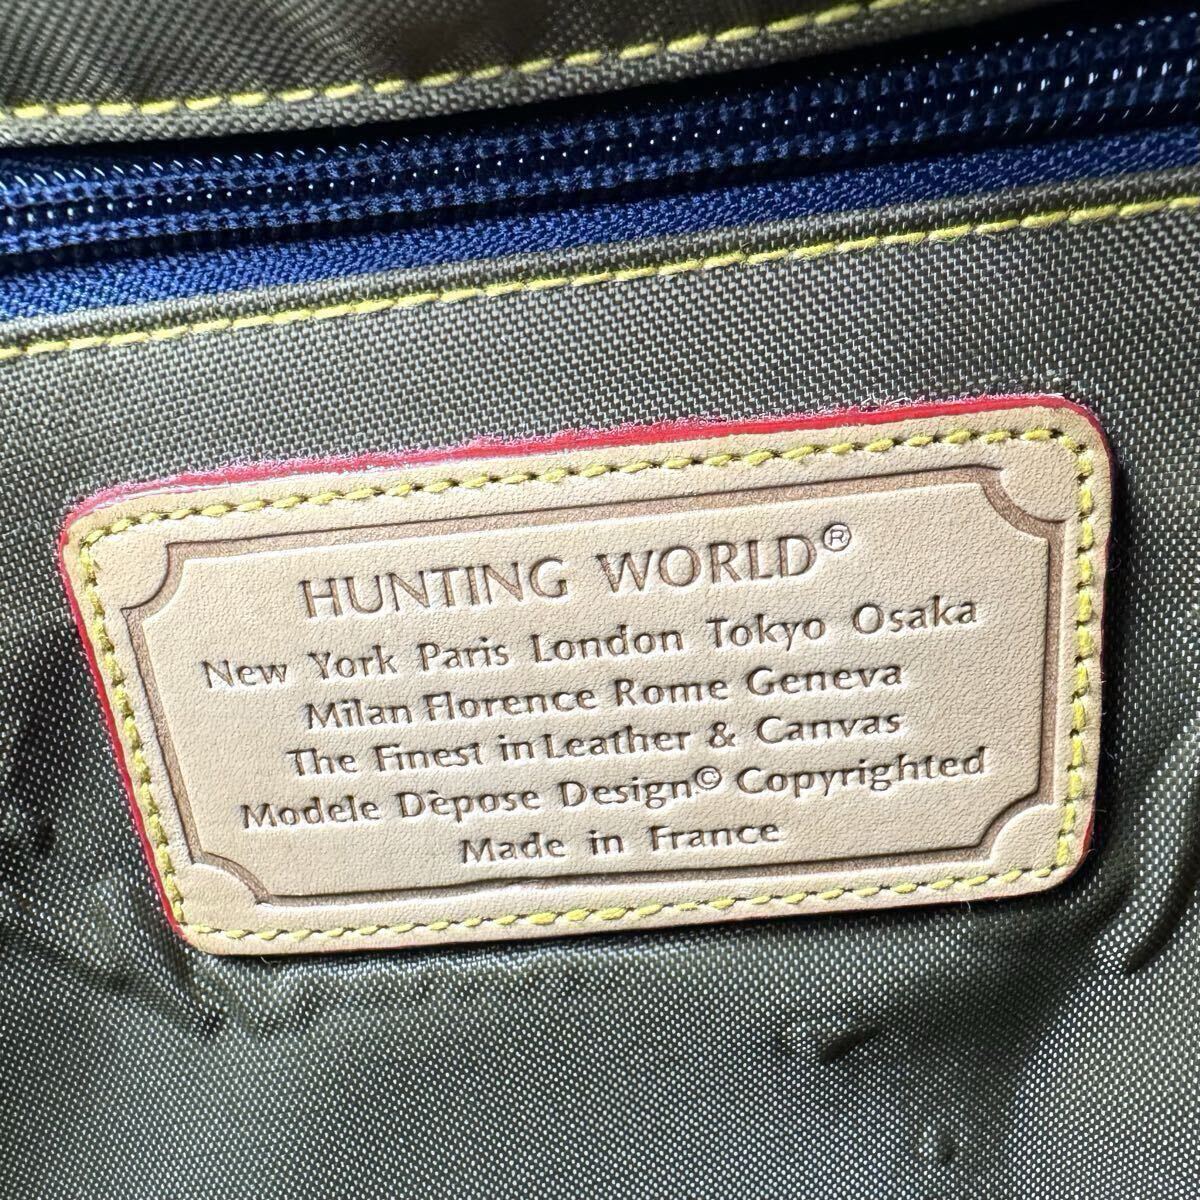 HUNTING WORLD®
New York Paris London Tokyo Osaka
Milan Florence Rome Geneva
The Finest in Leather & Canvas
Modele Dèpose Design© Copyrighted
Made in France